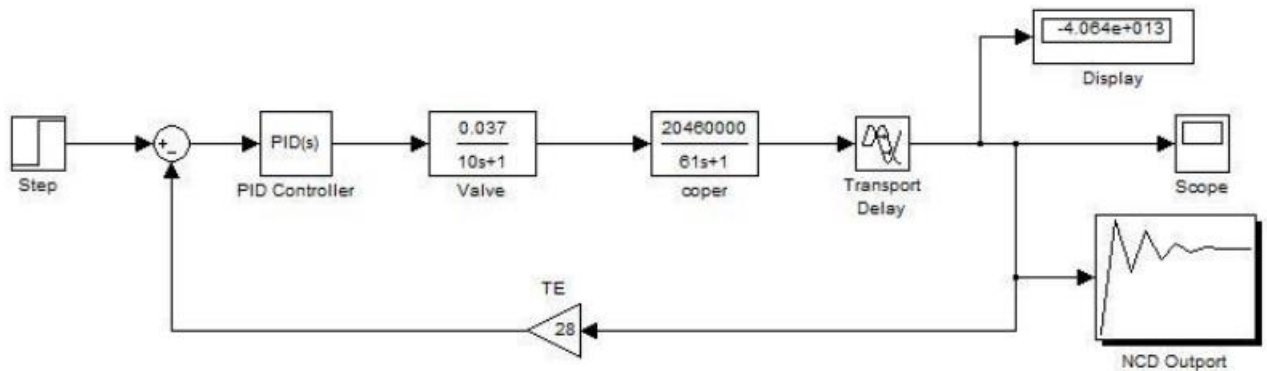 -4.064e+013
Display
Step
+
-
PID(s)
PID Controller
0.037
10s+1
Valve
20460000
61s+1
coper
Transport
Delay
Scope
TE
28
NCD Outport